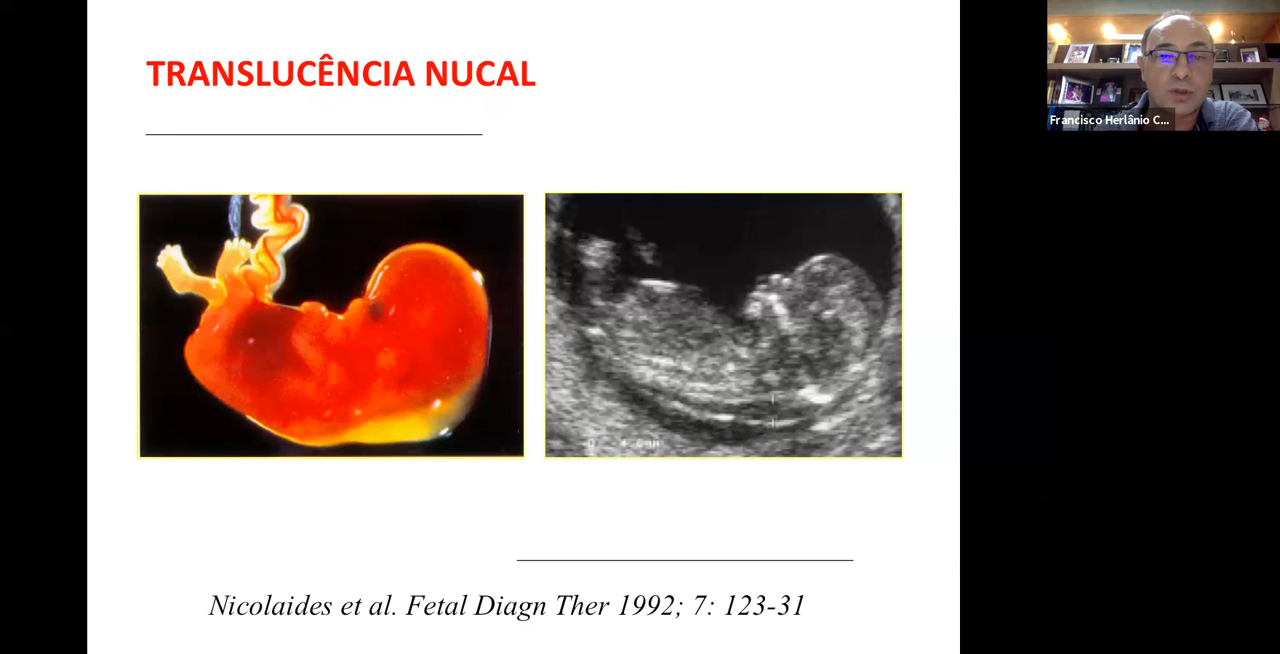 TRANSLUCÊNCIA NUCAL
Francisco Herlânio C...
Nicolaides et al. Fetal Diagn Ther 1992; 7: 123-31